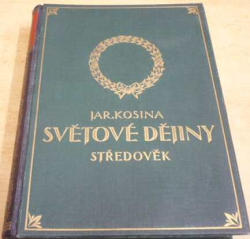 JAR. KOSINA
SVĚTOVÉ DĚJINY
STŘEDOVĚK